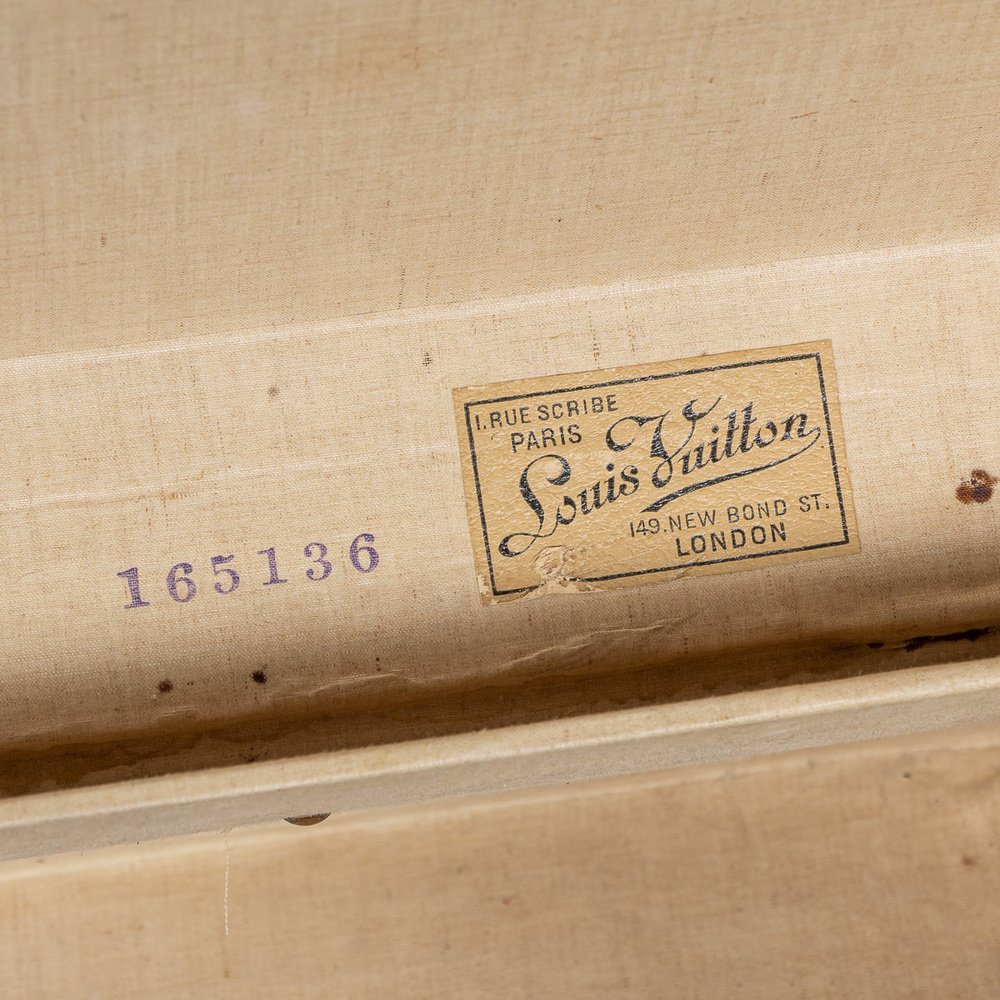 1.RUE SCRIBE
PARIS
Louis Vuitton
149.NEW BOND ST.
LONDON
165136